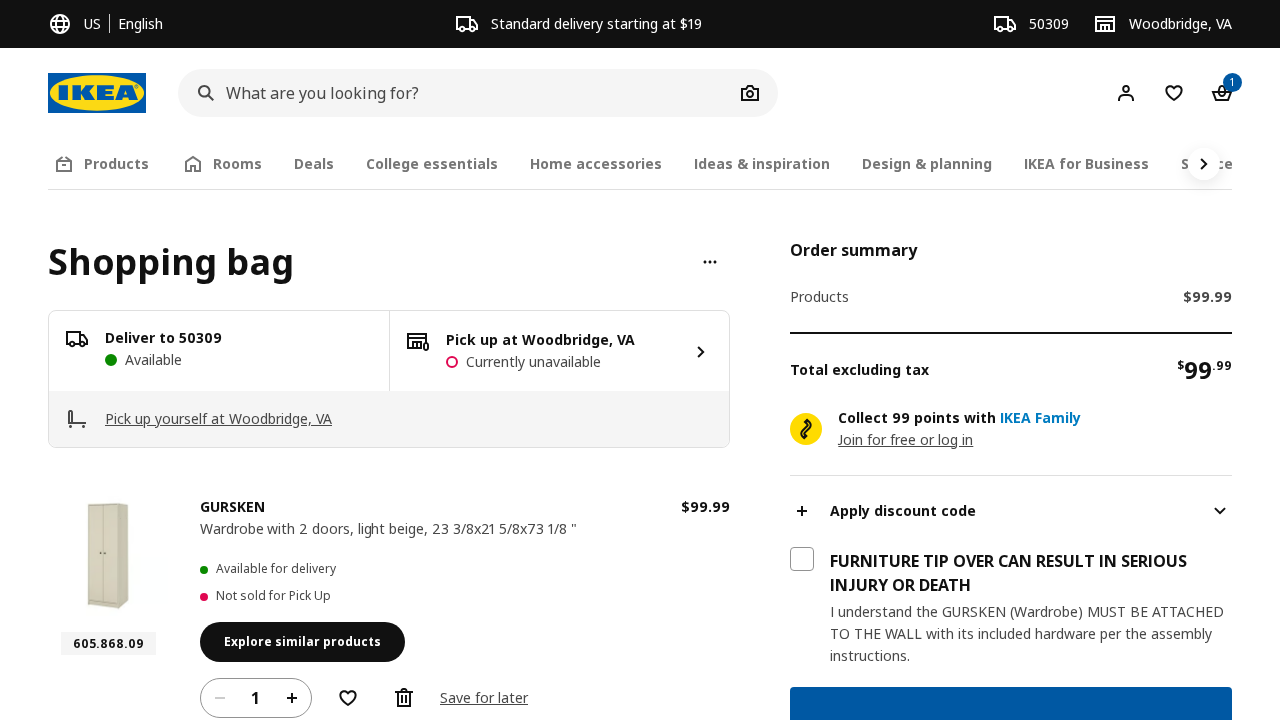 US English
Standard delivery starting at $19
50309
Woodbridge, VA
IKEA
What are you looking for?
1
Products
Rooms
Deals
College essentials
Home accessories
Ideas & inspiration
Design & planning
IKEA for Business
Shopping bag
Deliver to 50309
Available
Pick up at Woodbridge, VA
Currently unavailable
Pick up yourself at Woodbridge, VA
GURSKEN
$99.99
Wardrobe with 2 doors, light beige, 23 3/8x21 5/8x73 1/8 "
Available for delivery
Not sold for Pick Up
605.868.09
Explore similar products
1
Save for later
Order summary
Products $99.99
Total excluding tax $99.99
Collect 99 points with IKEA Family
Join for free or log in
Apply discount code
FURNITURE TIP OVER CAN RESULT IN SERIOUS
INJURY OR DEATH
I understand the GURSKEN (Wardrobe) MUST BE ATTACHED
TO THE WALL with its included hardware per the assembly
instructions.